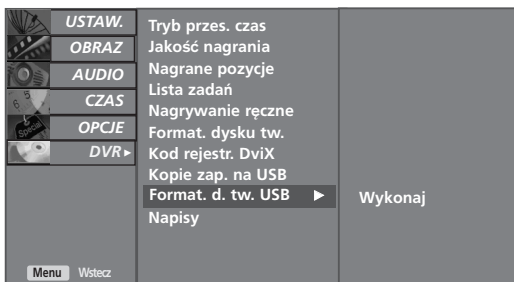 USTAW.
OBRAZ
AUDIO
CZAS
OPCJE
DVR
Tryb przes. czas
Jakość nagrania
Nagrane pozycje
Lista zadań
Nagrywanie ręczne
Format. dysku tw.
Kod rejestr. DviX
Kopie zap. na USB
Format. d. tw. USB
Napisy
Wykonaj
Menu Wstecz
Special